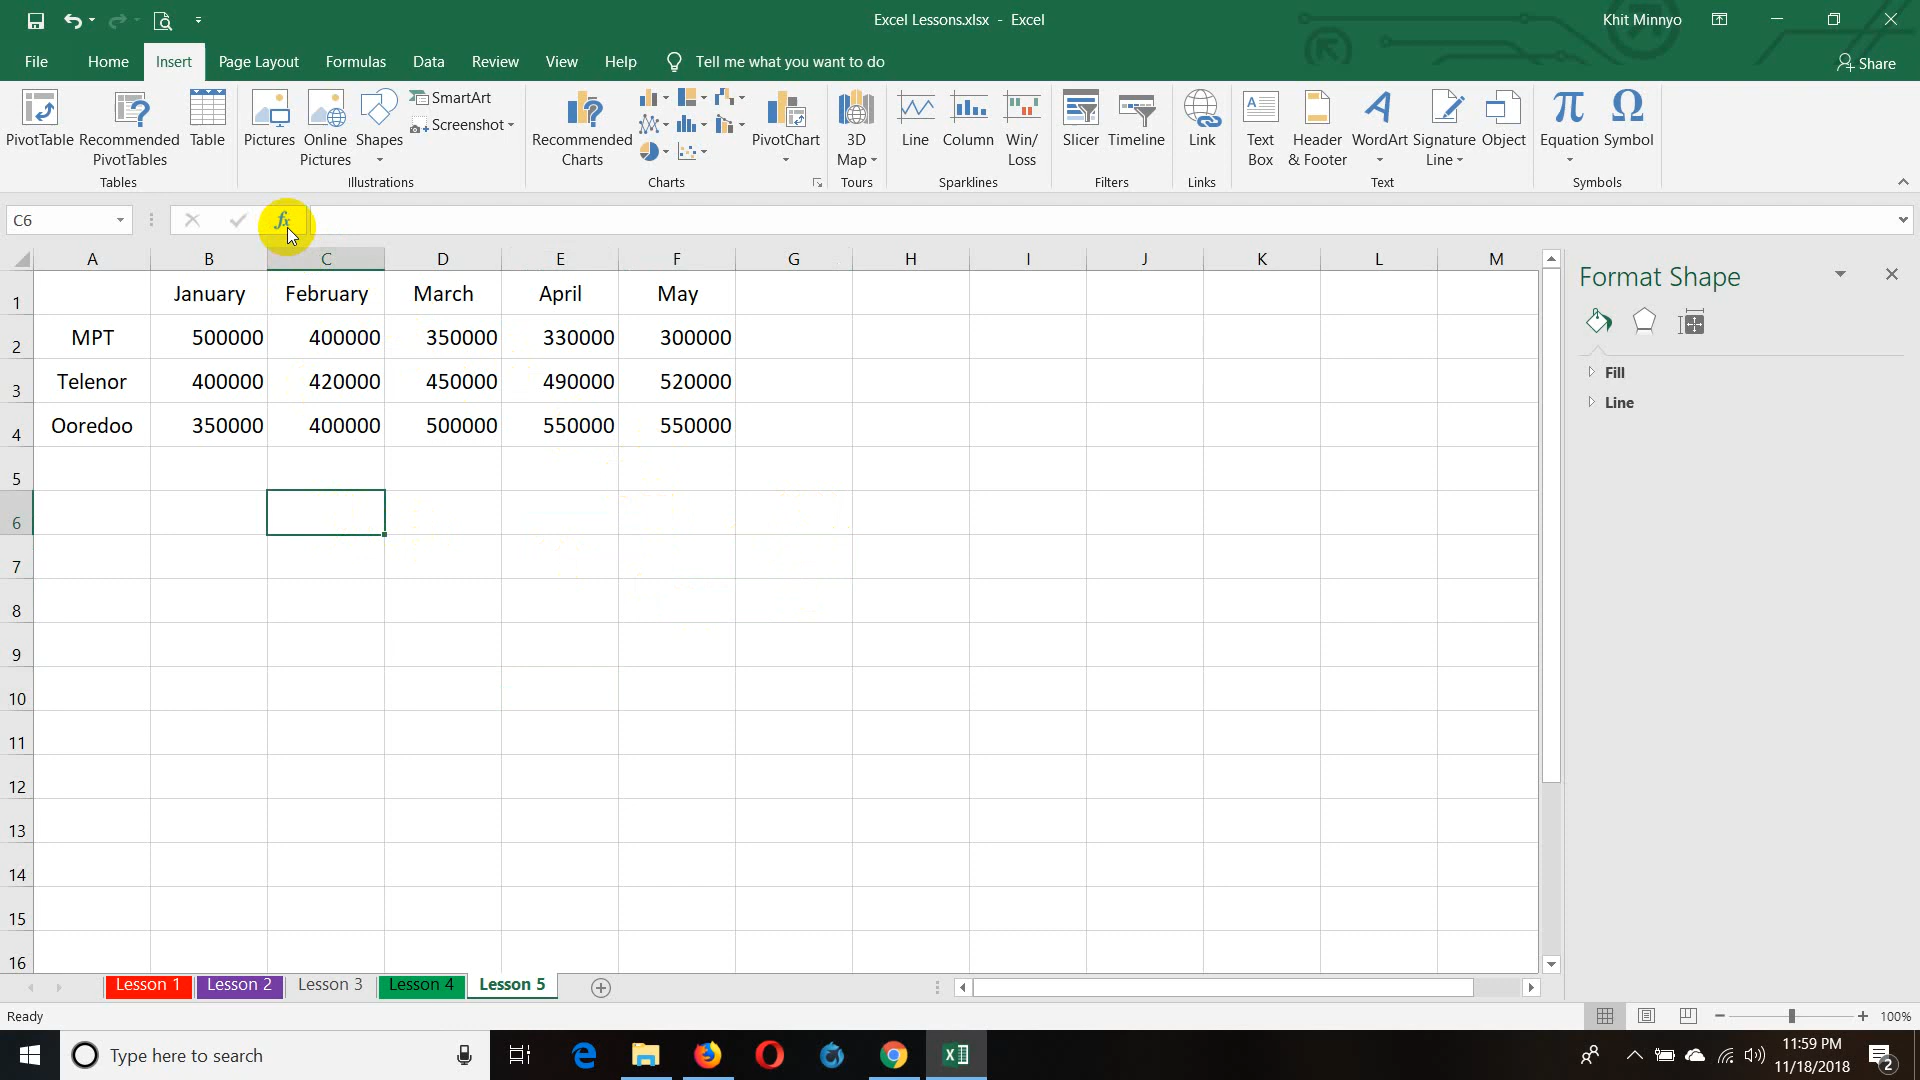 Excel Lessons.xlsx - Excel
Khit Minnyo
File Home Insert Page Layout Formulas Data Review View Help Tell me what you want to do
Share
PivotTable
Recommended PivotTables
Table
Tables
Pictures
Online Pictures
Shapes
SmartArt
Screenshot
Illustrations
Recommended Charts
PivotChart
Charts
3D Map
Tours
Line
Column
Win/Loss
Sparklines
Slicer
Timeline
Filters
Link
Links
Text Box
Header & Footer
WordArt
Signature Line
Object
Text
Equation
Symbol
Symbols
C6
fx
A B C D E F G H I J K L M
1 January February March April May
2 MPT 500000 400000 350000 330000 300000
3 Telenor 400000 420000 450000 490000 520000
4 Ooredoo 350000 400000 500000 550000 550000
5
6
7
8
9
10
11
12
13
14
15
16
Format Shape
Fill
Line
Lesson 1 Lesson 2 Lesson 3 Lesson 4 Lesson 5
Ready
100%
Type here to search
11:59 PM
11/18/2018
2